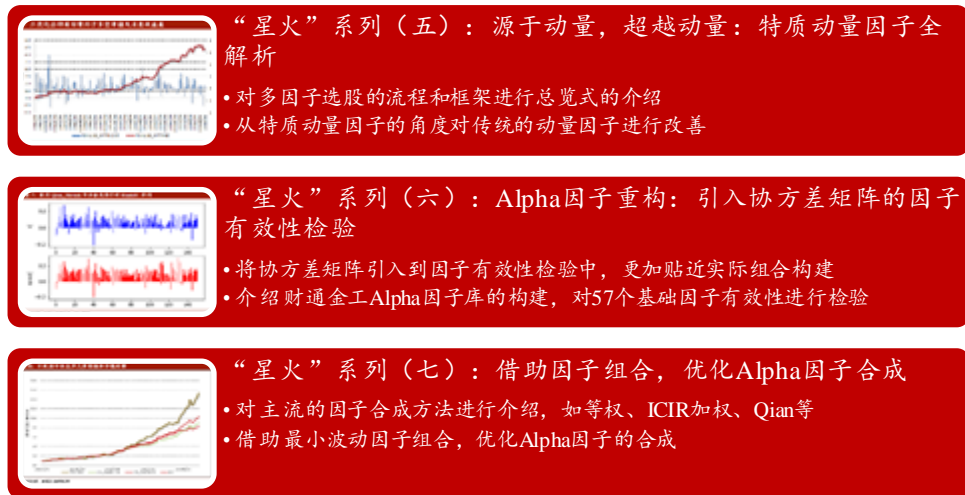 “星火”系列（五）：源于动量，超越动量：特质动量因子全
解析
•对多因子选股的流程和框架进行总览式的介绍
•从特质动量因子的角度对传统的动量因子进行改善
“星火”系列（六）：Alpha因子重构：引入协方差矩阵的因子
有效性检验
•将协方差矩阵引入到因子有效性检验中，更加贴近实际组合构建
•介绍财通金工Alpha因子库的构建，对57个基础因子有效性进行检验
“星火”系列（七）：借助因子组合，优化Alpha因子合成
•对主流的因子合成方法进行介绍，如等权、ICIR加权、Qian等
•借助最小波动因子组合，优化Alpha因子的合成